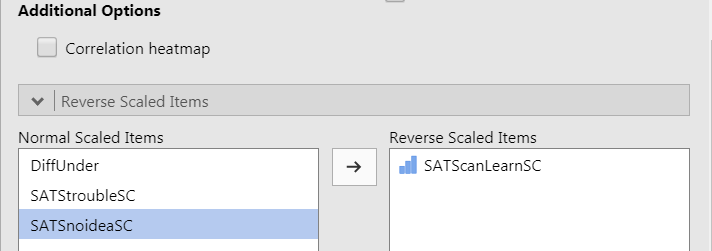 Additional Options
Correlation heatmap
Reverse Scaled Items
Normal Scaled Items
DiffUnder
SATStroubleSC
SATSnoideaSC
Reverse Scaled Items
SATScanLearnSC